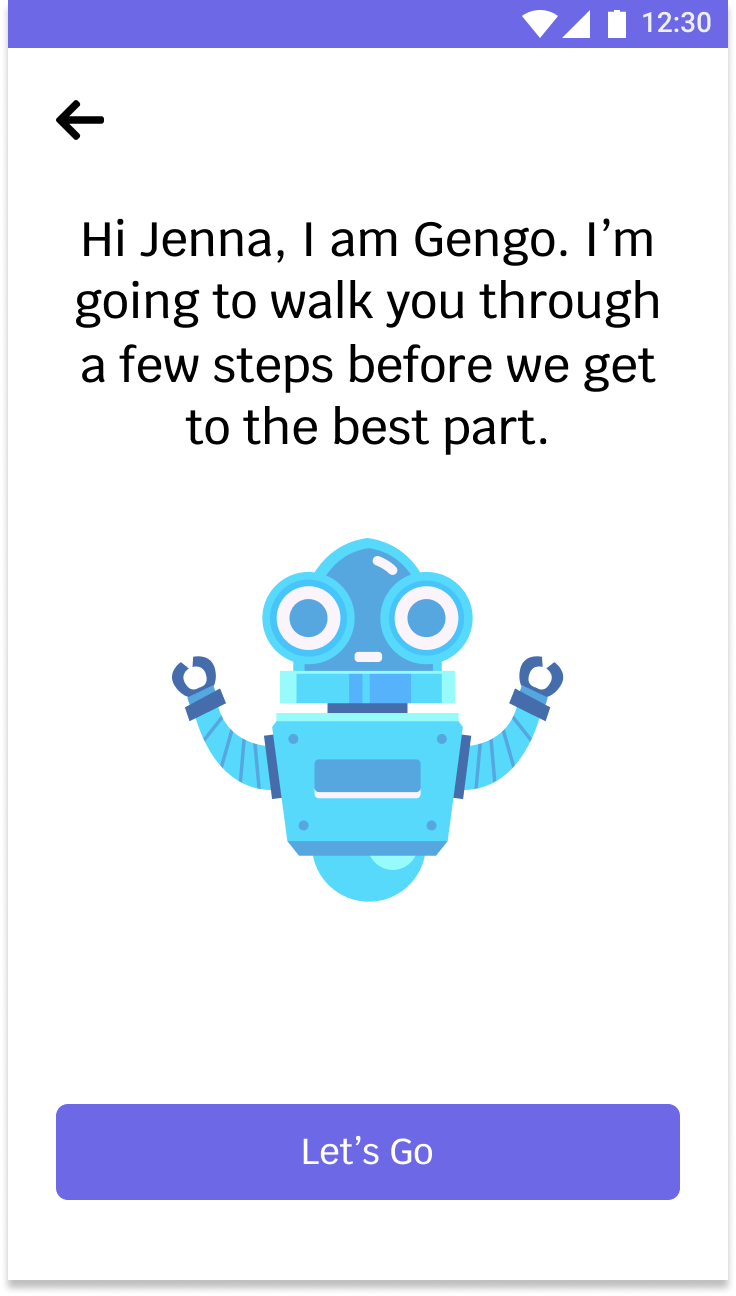 12:30
Hi Jenna, I am Gengo. I’m
going to walk you through
a few steps before we get
to the best part.
Let’s Go